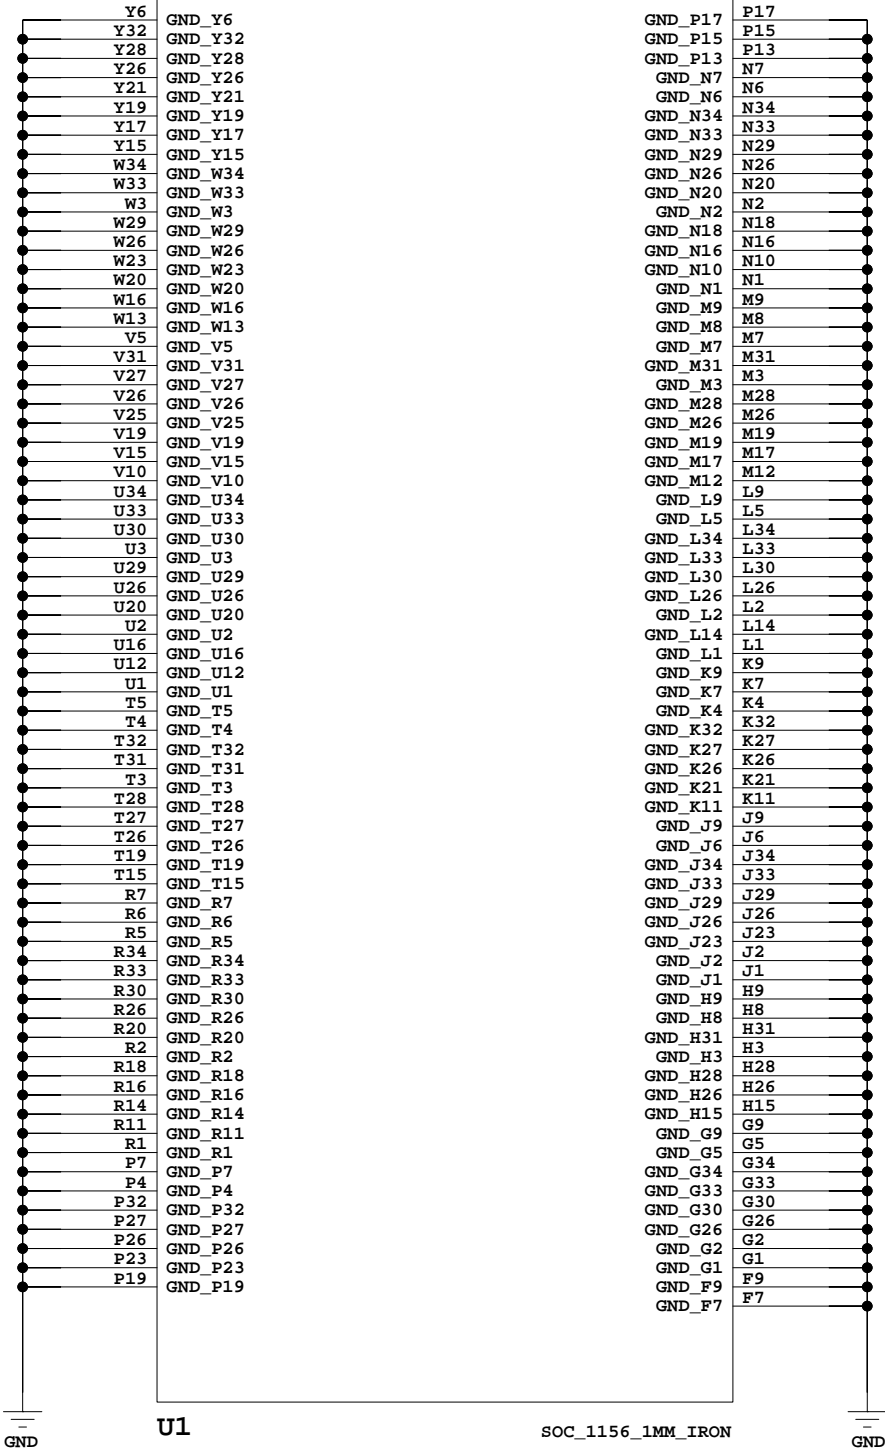 Y6 GND_Y6 GND_P17 P17
Y32 GND_Y32 GND_P15 P15
Y28 GND_Y28 GND_P13 P13
Y26 GND_Y26 GND_N7 N7
Y21 GND_Y21 GND_N6 N6
Y19 GND_Y19 GND_N34 N34
Y17 GND_Y17 GND_N33 N33
Y15 GND_Y15 GND_N29 N29
W34 GND_W34 GND_N26 N26
W33 GND_W33 GND_N20 N20
W3 GND_W3 GND_N2 N2
W29 GND_W29 GND_N18 N18
W26 GND_W26 GND_N16 N16
W23 GND_W23 GND_N10 N10
W20 GND_W20 GND_N1 N1
W16 GND_W16 GND_M9 M9
W13 GND_W13 GND_M8 M8
V5 GND_V5 GND_M7 M7
V31 GND_V31 GND_M31 M31
V27 GND_V27 GND_M3 M3
V26 GND_V26 GND_M28 M28
V25 GND_V25 GND_M26 M26
V19 GND_V19 GND_M19 M19
V15 GND_V15 GND_M17 M17
V10 GND_V10 GND_M12 M12
U34 GND_U34 GND_L9 L9
U33 GND_U33 GND_L5 L5
U30 GND_U30 GND_L34 L34
U3 GND_U3 GND_L33 L33
U29 GND_U29 GND_L30 L30
U26 GND_U26 GND_L26 L26
U20 GND_U20 GND_L2 L2
U2 GND_U2 GND_L14 L14
U16 GND_U16 GND_L1 L1
U12 GND_U12 GND_K9 K9
U1 GND_U1 GND_K7 K7
T5 GND_T5 GND_K4 K4
T4 GND_T4 GND_K32 K32
T32 GND_T32 GND_K27 K27
T31 GND_T31 GND_K26 K26
T3 GND_T3 GND_K21 K21
T28 GND_T28 GND_K11 K11
T27 GND_T27 GND_J9 J9
T26 GND_T26 GND_J6 J6
T19 GND_T19 GND_J34 J34
T15 GND_T15 GND_J33 J33
R7 GND_R7 GND_J29 J29
R6 GND_R6 GND_J26 J26
R5 GND_R5 GND_J23 J23
R34 GND_R34 GND_J2 J2
R33 GND_R33 GND_J1 J1
R30 GND_R30 GND_H9 H9
R26 GND_R26 GND_H8 H8
R20 GND_R20 GND_H31 H31
R2 GND_R2 GND_H3 H3
R18 GND_R18 GND_H28 H28
R16 GND_R16 GND_H26 H26
R14 GND_R14 GND_H15 H15
R11 GND_R11 GND_G9 G9
R1 GND_R1 GND_G5 G5
P7 GND_P7 GND_G34 G34
P4 GND_P4 GND_G33 G33
P32 GND_P32 GND_G30 G30
P27 GND_P27 GND_G26 G26
P26 GND_P26 GND_G2 G2
P23 GND_P23 GND_G1 G1
P19 GND_P19 GND_F9 F9
GND_F7 F7
U1 SOC_1156_1MM_IRON
GND GND